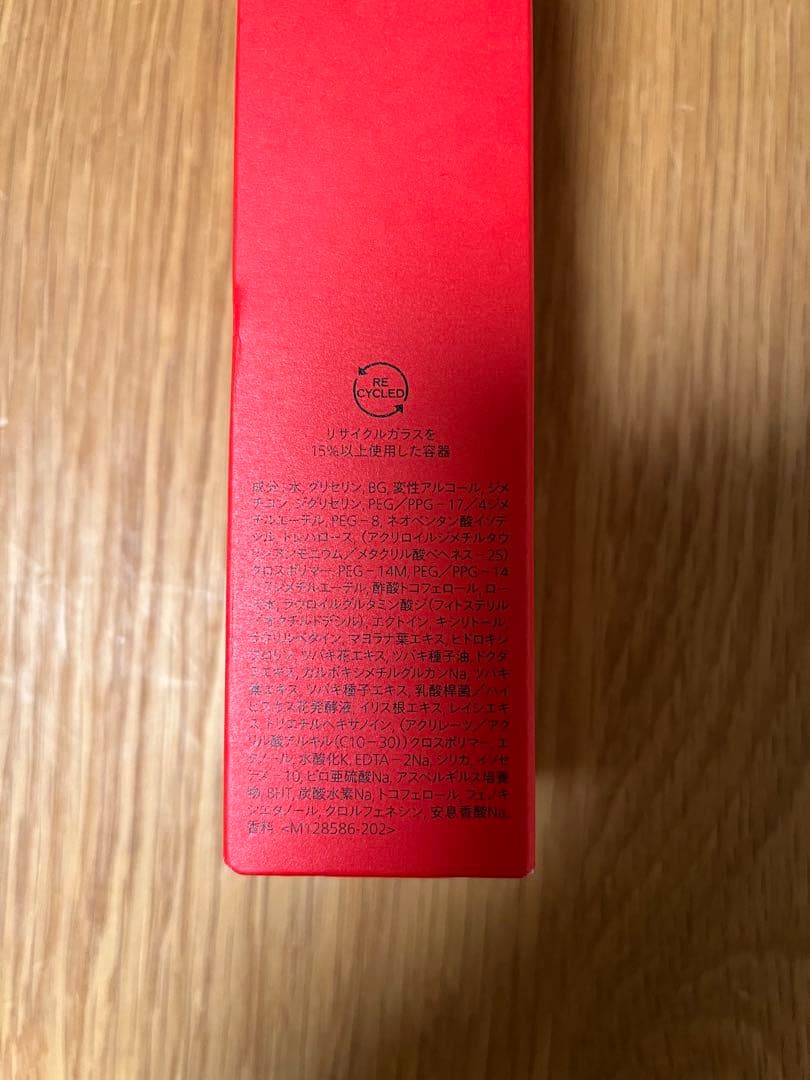 RE
CYCLED
リサイクルガラスを
15%以上使用した容器
成分:水,グリセリン,BG,変性アルコール,ジメ
チコン,ジグリセリン,PEG/PPG-17/4ジメ
チルエーテル,PEG-8,ネオペンタン酸イソデ
シル,トレハロース,(アクリロイルジメチルタウ
リンアンモニウム/メタクリル酸ベヘネス-25)
クロスポリマー,PEG-14M,PEG/PPG-14
ジメチルエーテル,酢酸トコフェロール,ロー
ズ水,ラウロイルグルタミン酸ジ(フィトステリル
/オクチルドデシル),エクトイン,キシリトール,
ラウリルベタイン,マヨラナ葉エキス,ヒドロキシ
プロリン,ツバキ花エキス,ツバキ種子油,ドクダ
ミエキス,カルボキシメチルグルカンNa,ツバキ
葉エキス,ツバキ種子エキス,乳酸桿菌/ハイ
ビスカス花発酵液,イリス根エキス,レイシエキ
ス,トリエチルヘキサノイン,(アクリレーツ/アク
リル酸アルキル(C10-30))クロスポリマー,エ
タノール,水酸化K,EDTA-2Na,シリカ,イソセ
テス-10,ピロ亜硫酸Na,アスペルギルス培養
物,BHT,炭酸水素Na,トコフェロール,フェノキ
シエタノール,クロルフェネシン,安息香酸Na,
香料 <M128586-202>